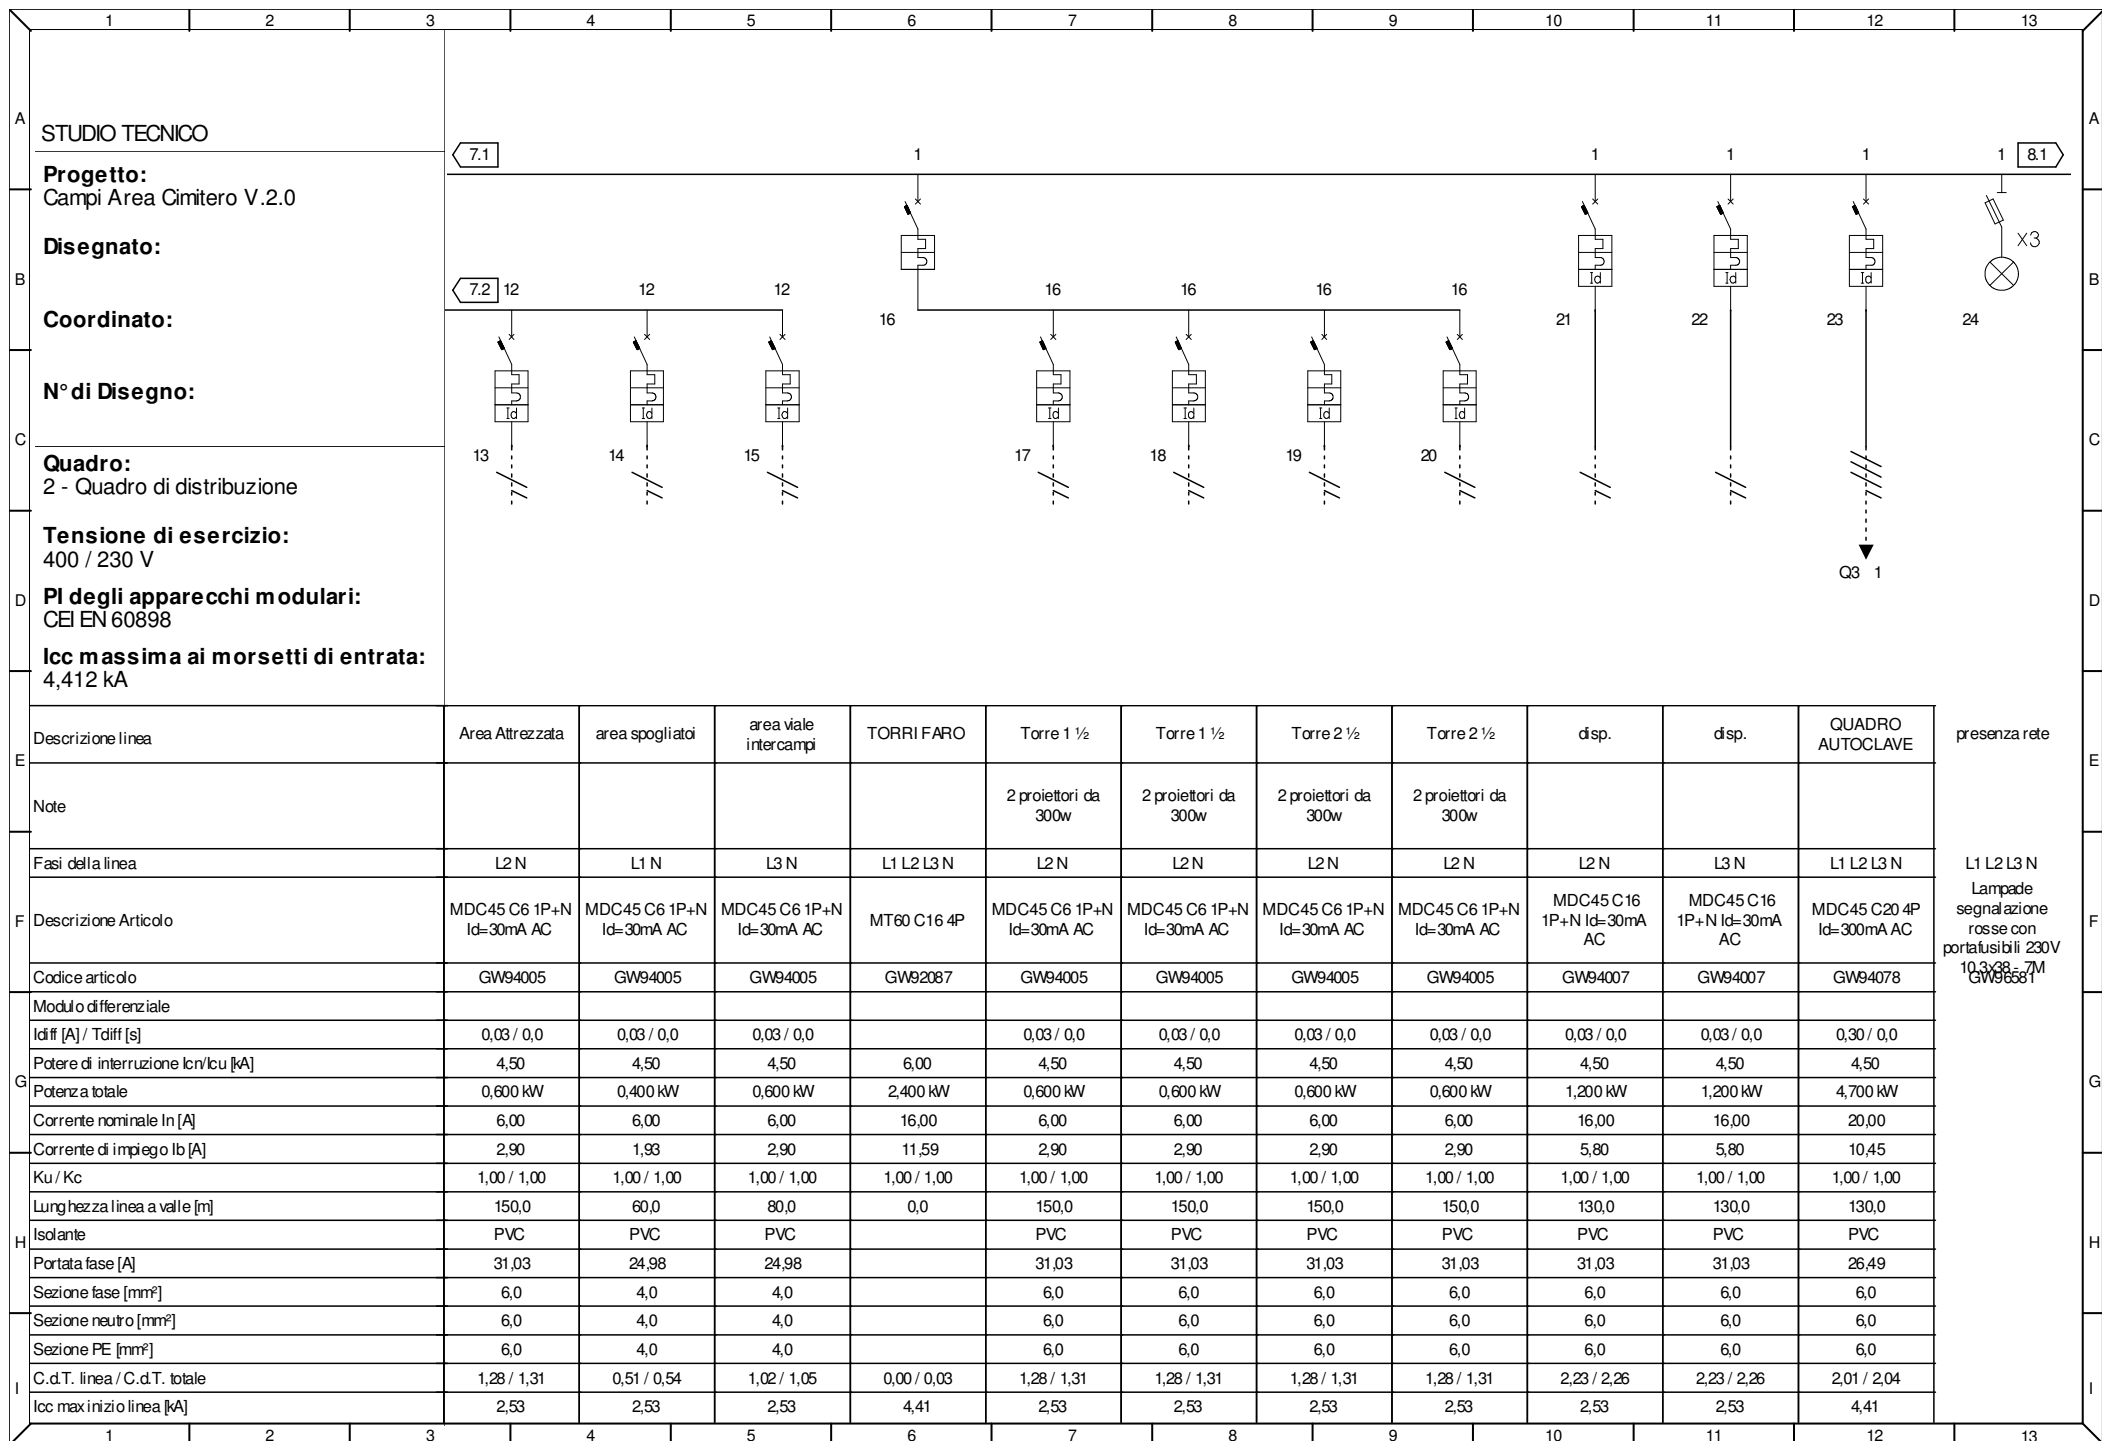 1 2 3 4 5 6 7 8 9 10 11 12 13
A A
STUDIO TECNICO
Progetto:
Campi Area Cimitero V.2.0
Disegnato:
Coordinato:
N° di Disegno:
Quadro:
2 - Quadro di distribuzione
Tensione di esercizio:
400 / 230 V
PI degli apparecchi modulari:
CEI EN 60898
Icc massima ai morsetti di entrata:
4,412 kA
7.1 1 1 1 1 1 8.1
X3
Id Id Id
B B
7.2 12 12 12 16 16 16 16
16 21 22 23 24
Id Id Id Id Id Id Id
C C
13 14 15 17 18 19 20
Q3 1
D D
Descrizione linea Area Attrezzata area spogliatoi area viale intercampi TORRI FARO Torre 1 ½ Torre 1 ½ Torre 2 ½ Torre 2 ½ disp. disp. QUADRO AUTOCLAVE presenza rete
E E
Note 2 proiettori da 300w 2 proiettori da 300w 2 proiettori da 300w 2 proiettori da 300w
Fasi della linea L2 N L1 N L3 N L1 L2 L3 N L2 N L2 N L2 N L2 N L2 N L3 N L1 L2 L3 N L1 L2 L3 N
F Descrizione Articolo MDC45 C6 1P+N Id=30mA AC MDC45 C6 1P+N Id=30mA AC MDC45 C6 1P+N Id=30mA AC MT60 C16 4P MDC45 C6 1P+N Id=30mA AC MDC45 C6 1P+N Id=30mA AC MDC45 C6 1P+N Id=30mA AC MDC45 C6 1P+N Id=30mA AC MDC45 C16 1P+N Id=30mA AC MDC45 C16 1P+N Id=30mA AC MDC45 C20 4P Id=300mA AC Lampade segnalazione rosse con portafusibili 230V 10,3x38 - 7M F
Codice articolo GW94005 GW94005 GW94005 GW92087 GW94005 GW94005 GW94005 GW94005 GW94007 GW94007 GW94078 GW96581
Modulo differenziale
Idiff [A] / Tdiff [s] 0,03 / 0,0 0,03 / 0,0 0,03 / 0,0 0,03 / 0,0 0,03 / 0,0 0,03 / 0,0 0,03 / 0,0 0,03 / 0,0 0,03 / 0,0 0,30 / 0,0
Potere di interruzione Icn/Icu [kA] 4,50 4,50 4,50 6,00 4,50 4,50 4,50 4,50 4,50 4,50 4,50
G G
Potenza totale 0,600 kW 0,400 kW 0,600 kW 2,400 kW 0,600 kW 0,600 kW 0,600 kW 0,600 kW 1,200 kW 1,200 kW 4,700 kW
Corrente nominale In [A] 6,00 6,00 6,00 16,00 6,00 6,00 6,00 6,00 16,00 16,00 20,00
Corrente di impiego Ib [A] 2,90 1,93 2,90 11,59 2,90 2,90 2,90 2,90 5,80 5,80 10,45
Ku / Kc 1,00 / 1,00 1,00 / 1,00 1,00 / 1,00 1,00 / 1,00 1,00 / 1,00 1,00 / 1,00 1,00 / 1,00 1,00 / 1,00 1,00 / 1,00 1,00 / 1,00 1,00 / 1,00
Lunghezza linea a valle [m] 150,0 60,0 80,0 0,0 150,0 150,0 150,0 150,0 130,0 130,0 130,0
H Isolante PVC PVC PVC PVC PVC PVC PVC PVC PVC PVC H
Portata fase [A] 31,03 24,98 24,98 31,03 31,03 31,03 31,03 31,03 31,03 26,49
Sezione fase [mm²] 6,0 4,0 4,0 6,0 6,0 6,0 6,0 6,0 6,0 6,0
Sezione neutro [mm²] 6,0 4,0 4,0 6,0 6,0 6,0 6,0 6,0 6,0 6,0
Sezione PE [mm²] 6,0 4,0 4,0 6,0 6,0 6,0 6,0 6,0 6,0 6,0
I C.d.T. linea / C.d.T. totale 1,28 / 1,31 0,51 / 0,54 1,02 / 1,05 0,00 / 0,03 1,28 / 1,31 1,28 / 1,31 1,28 / 1,31 1,28 / 1,31 2,23 / 2,26 2,23 / 2,26 2,01 / 2,04 I
Icc max inizio linea [kA] 2,53 2,53 2,53 4,41 2,53 2,53 2,53 2,53 2,53 2,53 4,41
1 2 3 4 5 6 7 8 9 10 11 12 13